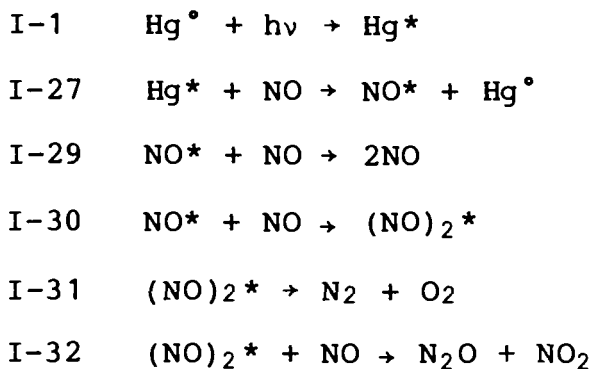 I-1 Hg° + hν → Hg*
I-27 Hg* + NO → NO* + Hg°
I-29 NO* + NO → 2NO
I-30 NO* + NO → (NO)₂*
I-31 (NO)₂* → N₂ + O₂
I-32 (NO)₂* + NO → N₂O + NO₂